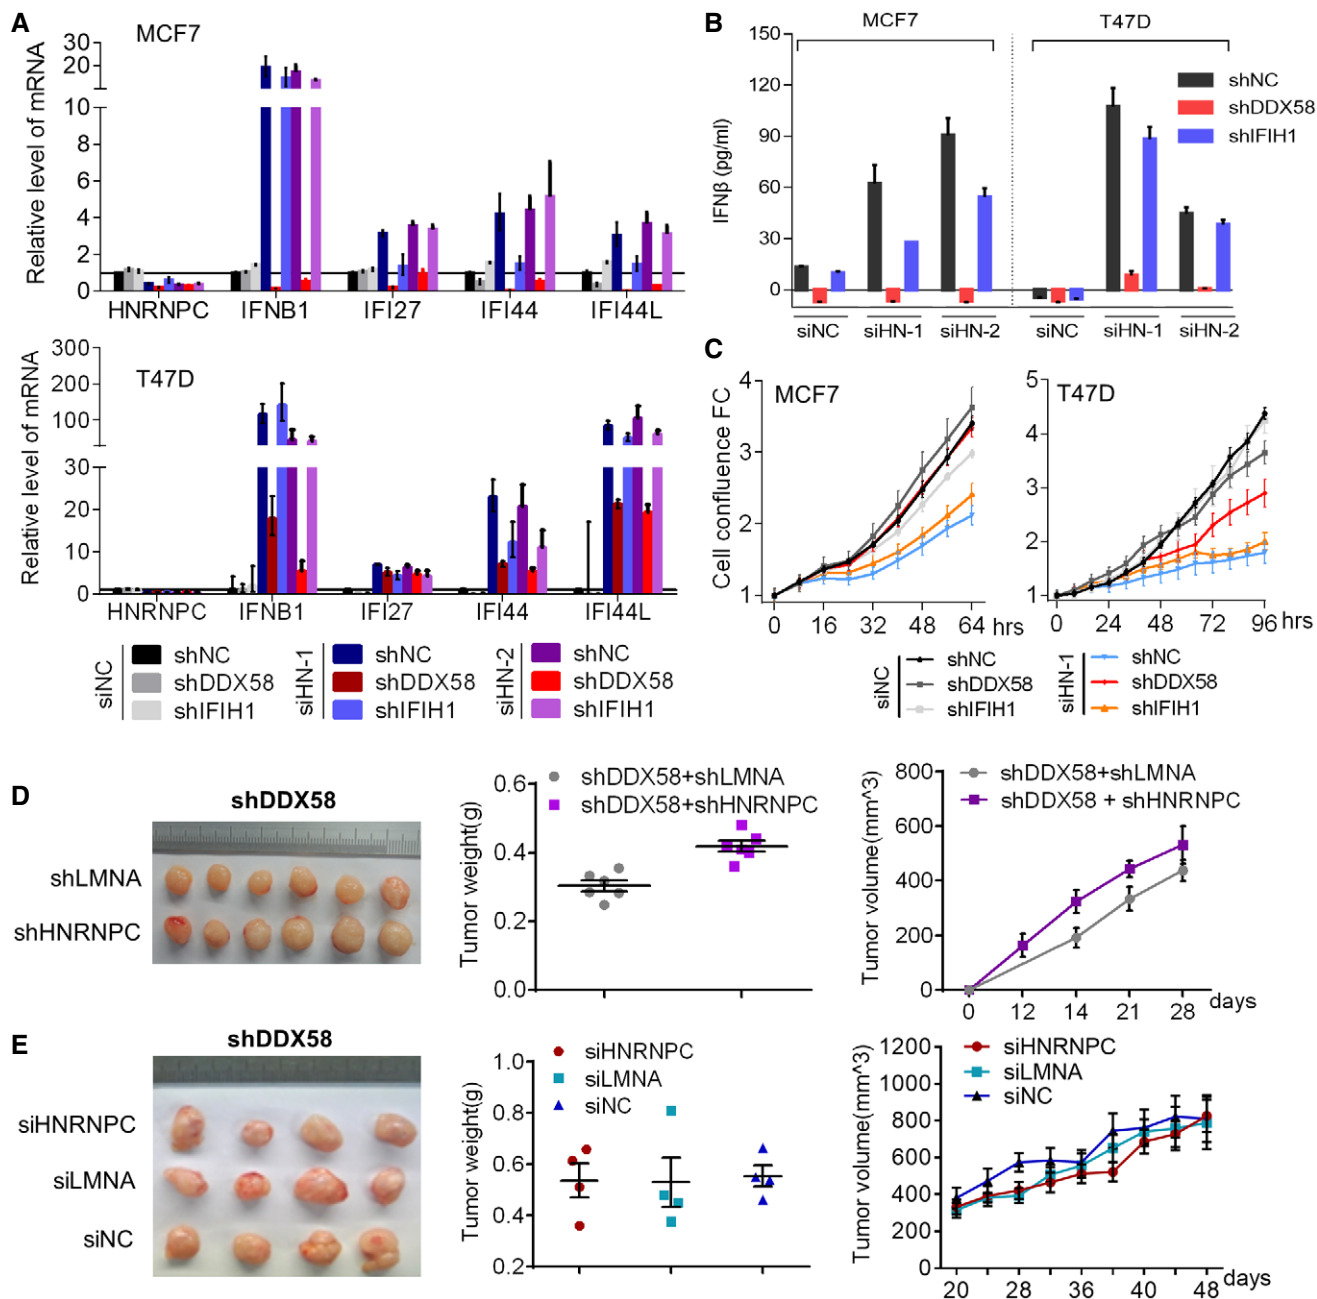 A
MCF7
Relative level of mRNA
30
20
10
8
6
4
2
0
HNRNPC IFNB1 IFI27 IFI44 IFI44L
T47D
Relative level of mRNA
300
200
100
30
20
10
0
HNRNPC IFNB1 IFI27 IFI44 IFI44L
siNC
shNC
shDDX58
shIFIH1
siHN-1
shNC
shDDX58
shIFIH1
siHN-2
shNC
shDDX58
shIFIH1
B
MCF7 T47D
IFNβ (pg/ml)
150
120
90
60
30
0
shNC
shDDX58
shIFIH1
siNC siHN-1 siHN-2 siNC siHN-1 siHN-2
C
MCF7
Cell confluence FC
4
3
2
1
0 16 32 48 64 hrs
T47D
5
4
3
2
1
0 24 48 72 96 hrs
siNC
shNC
shDDX58
shIFIH1
siHN-1
shNC
shDDX58
shIFIH1
D
shDDX58
shLMNA
shHNRNPC
Tumor weight(g)
0.6
0.4
0.2
0.0
shDDX58+shLMNA
shDDX58+shHNRNPC
Tumor volume(mm^3)
800
600
400
200
0
shDDX58+shLMNA
shDDX58 + shHNRNPC
0 12 14 21 28 days
E
shDDX58
siHNRNPC
siLMNA
siNC
Tumor weight(g)
1.0
0.8
0.6
0.4
0.2
siHNRNPC
siLMNA
siNC
Tumor volume(mm^3)
1200
1000
800
600
400
200
0
siHNRNPC
siLMNA
siNC
20 28 36 40 48 days